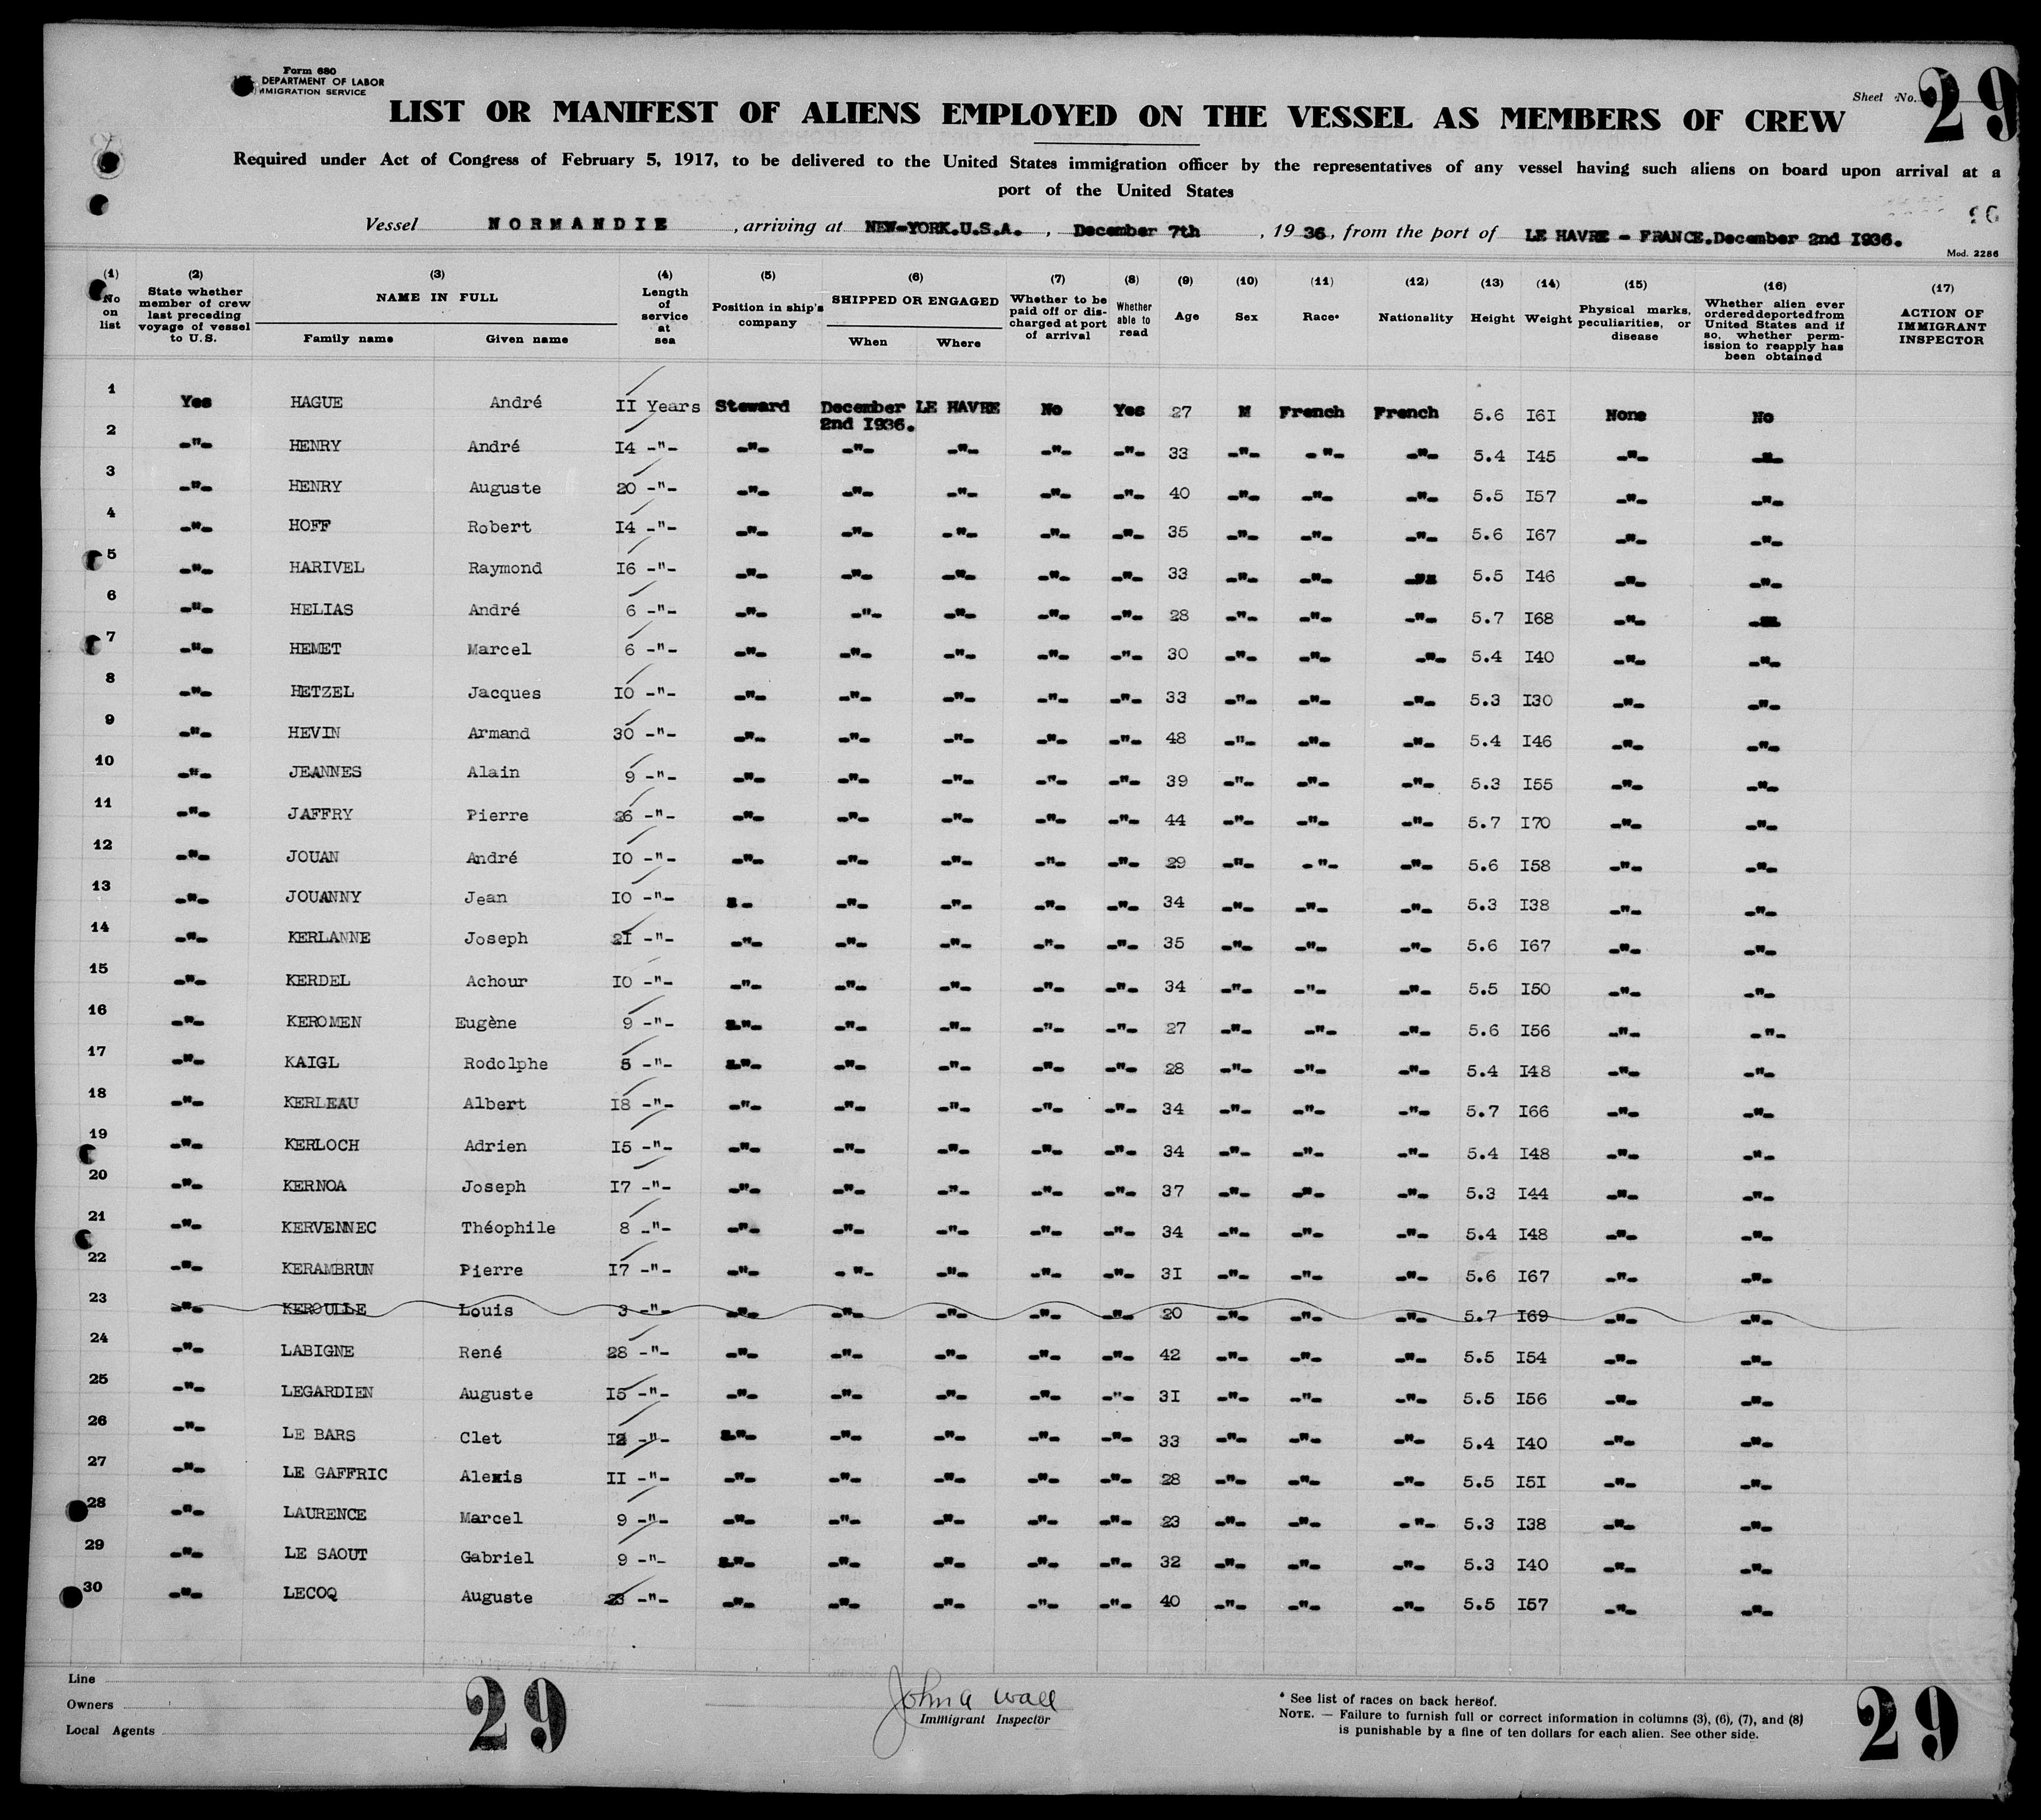 Form 680
DEPARTMENT OF LABOR
IMMIGRATION SERVICE
Sheet No. 29
LIST OR MANIFEST OF ALIENS EMPLOYED ON THE VESSEL AS MEMBERS OF CREW
Required under Act of Congress of February 5, 1917, to be delivered to the United States immigration officer by the representatives of any vessel having such aliens on board upon arrival at a
port of the United States
Vessel NORMANDIE, arriving at NEW-YORK.U.S.A., December 7th, 1936, from the port of LE HAVRE - FRANCE.December 2nd I936.
Mod. 2286
(1) No on list (2) State whether member of crew last preceding voyage of vessel to U.S. (3) NAME IN FULL Family name Given name (4) Length of service at sea (5) Position in ship's company (6) SHIPPED OR ENGAGED When Where (7) Whether to be paid off or discharged at port of arrival (8) Whether able to read (9) Age (10) Sex (11) Race* (12) Nationality (13) Height (14) Weight (15) Physical marks, peculiarities, or disease (16) Whether alien ever ordered deported from United States and if so, whether permission to reapply has been obtained (17) ACTION OF IMMIGRANT INSPECTOR
1 Yes HAGUE André II Years Steward December 2nd I936. LE HAVRE No Yes 27 M French French 5.6 I6I None No
2 -"- HENRY André I4 -"- -"- -"- -"- -"- -"- 33 -"- -"- -"- 5.4 I45 -"- -"-
3 -"- HENRY Auguste 20 -"- -"- -"- -"- -"- -"- 40 -"- -"- -"- 5.5 I57 -"- -"-
4 -"- HOFF Robert I4 -"- -"- -"- -"- -"- -"- 35 -"- -"- -"- 5.6 I67 -"- -"-
5 -"- HARIVEL Raymond I6 -"- -"- -"- -"- -"- -"- 33 -"- -"- -"- 5.5 I46 -"- -"-
6 -"- HELIAS André 6 -"- -"- -"- -"- -"- -"- 28 -"- -"- -"- 5.7 I68 -"- -"-
7 -"- HEMET Marcel 6 -"- -"- -"- -"- -"- -"- 30 -"- -"- -"- 5.4 I40 -"- -"-
8 -"- HETZEL Jacques IO -"- -"- -"- -"- -"- -"- 33 -"- -"- -"- 5.3 I30 -"- -"-
9 -"- HEVIN Armand 30 -"- -"- -"- -"- -"- -"- 48 -"- -"- -"- 5.4 I46 -"- -"-
10 -"- JEANNES Alain 9 -"- -"- -"- -"- -"- -"- 39 -"- -"- -"- 5.3 I55 -"- -"-
11 -"- JAFFRY Pierre 26 -"- -"- -"- -"- -"- -"- 44 -"- -"- -"- 5.7 I70 -"- -"-
12 -"- JOUAN André IO -"- -"- -"- -"- -"- -"- 29 -"- -"- -"- 5.6 I58 -"- -"-
13 -"- JOUANNY Jean IO -"- -"- -"- -"- -"- 34 -"- -"- -"- 5.3 I38 -"- -"-
14 -"- KERLANNE Joseph 2I -"- -"- -"- -"- -"- -"- 35 -"- -"- -"- 5.6 I67 -"- -"-
15 -"- KERDEL Achour IO -"- -"- -"- -"- -"- -"- 34 -"- -"- -"- 5.5 I50 -"- -"-
16 -"- KEROMEN Eugène 9 -"- -"- -"- -"- -"- -"- 27 -"- -"- -"- 5.6 I56 -"- -"-
17 -"- KAIGL Rodolphe 5 -"- -"- -"- -"- -"- -"- 28 -"- -"- -"- 5.4 I48 -"- -"-
18 -"- KERLEAU Albert I8 -"- -"- -"- -"- -"- -"- 34 -"- -"- -"- 5.7 I66 -"- -"-
19 -"- KERLOCH Adrien I5 -"- -"- -"- -"- -"- -"- 34 -"- -"- -"- 5.4 I48 -"- -"-
20 -"- KERNOA Joseph I7 -"- -"- -"- -"- -"- -"- 37 -"- -"- -"- 5.3 I44 -"- -"-
21 -"- KERVENNEC Théophile 8 -"- -"- -"- -"- -"- -"- 34 -"- -"- -"- 5.4 I48 -"- -"-
22 -"- KERAMBRUN Pierre I7 -"- -"- -"- -"- -"- -"- 3I -"- -"- -"- 5.6 I67 -"- -"-
23 -"- KEROULLE Louis 3 -"- -"- -"- -"- -"- -"- 20 -"- -"- -"- 5.7 I69 -"- -"-
24 -"- LABIGNE René 28 -"- -"- -"- -"- -"- -"- 42 -"- -"- -"- 5.5 I54 -"- -"-
25 -"- LEGARDIEN Auguste I5 -"- -"- -"- -"- -"- -"- 3I -"- -"- -"- 5.5 I56 -"- -"-
26 -"- LE BARS Clet I2 -"- -"- -"- -"- -"- -"- 33 -"- -"- -"- 5.4 I40 -"- -"-
27 -"- LE GAFFRIC Alexis II -"- -"- -"- -"- -"- -"- 28 -"- -"- -"- 5.5 I5I -"- -"-
28 -"- LAURENCE Marcel 9 -"- -"- -"- -"- -"- -"- 23 -"- -"- -"- 5.3 I38 -"- -"-
29 -"- LE SAOUT Gabriel 9 -"- -"- -"- -"- -"- -"- 32 -"- -"- -"- 5.3 I40 -"- -"-
30 -"- LECOQ Auguste 23 -"- -"- -"- -"- -"- -"- 40 -"- -"- -"- 5.5 I57 -"- -"-
Line
Owners
Local Agents
29
John A Wall
Immigrant Inspector
* See list of races on back hereof.
NOTE. — Failure to furnish full or correct information in columns (3), (6), (7), and (8)
is punishable by a fine of ten dollars for each alien. See other side.
29